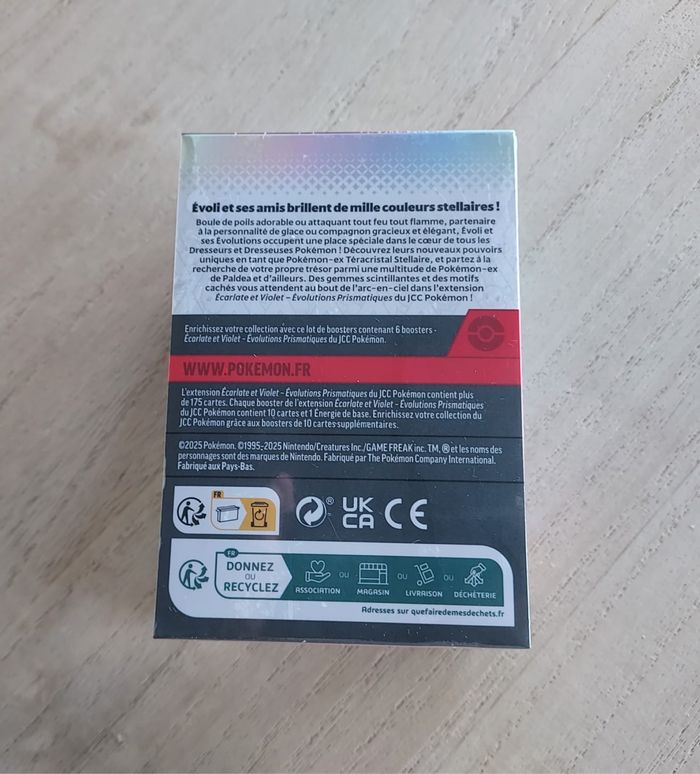 Évoli et ses amis brillent de mille couleurs stellaires !
Boule de poils adorable ou attaquant tout feu tout flamme, partenaire
à la personnalité de glace ou compagnon gracieux et élégant, Évoli et
ses Évolutions occupent une place spéciale dans le cœur de tous les
Dresseurs et Dresseuses Pokémon ! Découvrez leurs nouveaux pouvoirs
uniques en tant que Pokémon-ex Téracristal Stellaire, et partez à la
recherche de votre propre trésor parmi une multitude de Pokémon-ex
de Paldea et d'ailleurs. Des gemmes scintillantes et des motifs
cachés vous attendent au bout de l'arc-en-ciel dans l'extension
Écarlate et Violet – Évolutions Prismatiques du JCC Pokémon !
Enrichissez votre collection avec ce lot de boosters contenant 6 boosters -
Écarlate et Violet – Évolutions Prismatiques du JCC Pokémon.
WWW.POKEMON.FR
L'extension Écarlate et Violet – Évolutions Prismatiques du JCC Pokémon contient plus
de 175 cartes. Chaque booster de l'extension Écarlate et Violet – Évolutions Prismatiques
du JCC Pokémon contient 10 cartes et 1 Énergie de base. Enrichissez votre collection du
JCC Pokémon grâce aux boosters de 10 cartes supplémentaires.
©2025 Pokémon. ©1995-2025 Nintendo/Creatures Inc./GAME FREAK inc. TM, ® et les noms des
personnages sont des marques de Nintendo. Fabriqué par The Pokémon Company International.
Fabriqué aux Pays-Bas.
FR
® UK
CA CE
FR
DONNEZ
OU
RECYCLEZ
ASSOCIATION OU MAGASIN OU LIVRAISON OU DÉCHÈTERIE
Adresses sur quefairedemesdechets.fr